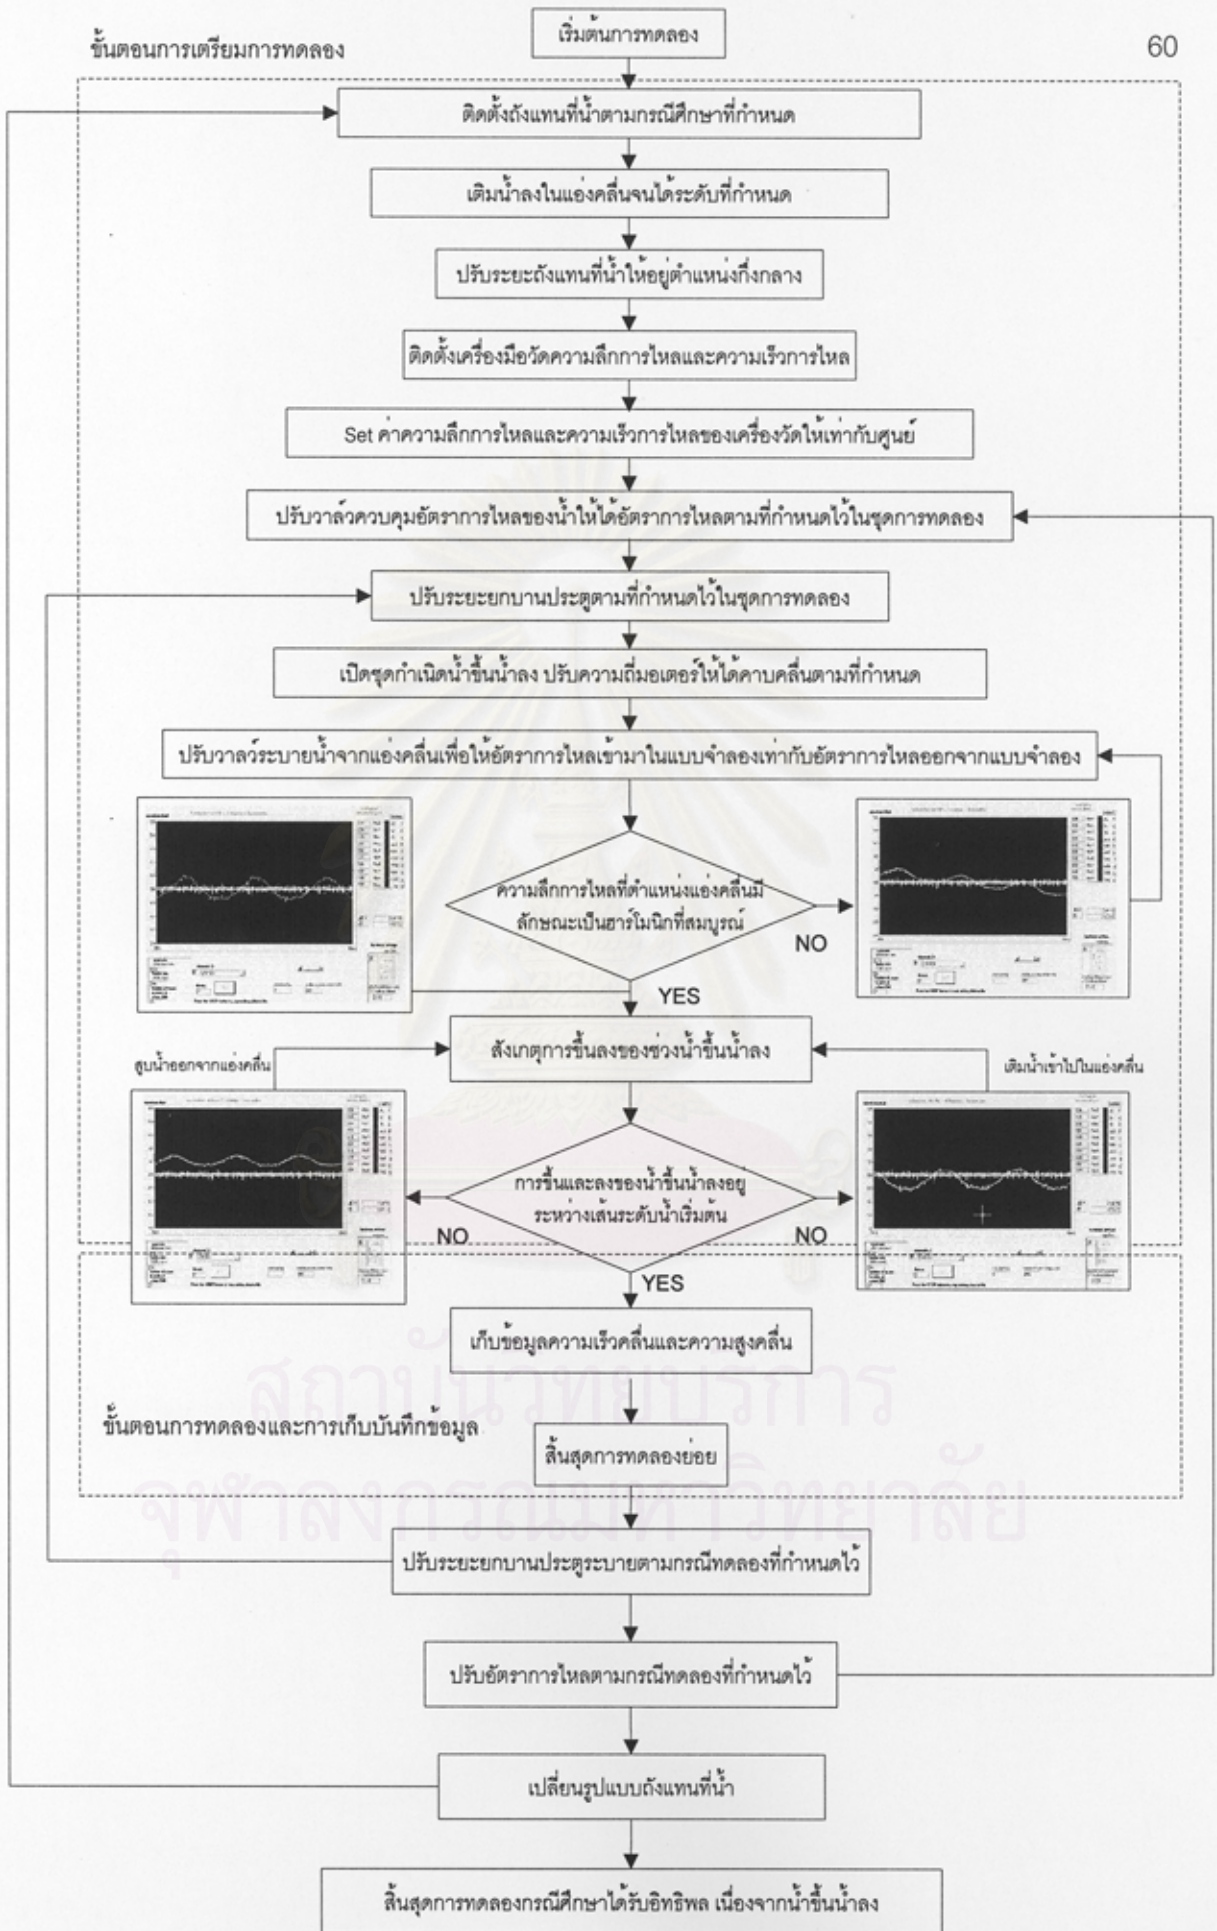 เริ่มต้นการทดลอง
60
ขั้นตอนการเตรียมการทดลอง
ติดตั้งถังแทนที่น้ำตามกรณีศึกษาที่กำหนด
เติมน้ำลงในแอ่งคลื่นจนได้ระดับที่กำหนด
ปรับระยะถังแทนที่น้ำให้อยู่ตำแหน่งกึ่งกลาง
ติดตั้งเครื่องมือวัดความลึกการไหลและความเร็วการไหล
Set ค่าความลึกการไหลและความเร็วการไหลของเครื่องวัดให้เท่ากับศูนย์
ปรับวาล์วควบคุมอัตราการไหลของน้ำให้ได้อัตราการไหลตามที่กำหนดไว้ในชุดการทดลอง
ปรับระยะยกบานประตูตามที่กำหนดไว้ในชุดการทดลอง
เปิดชุดกำเนิดน้ำขึ้นน้ำลง ปรับความถี่มอเตอร์ให้ได้คาบคลื่นตามที่กำหนด
ปรับวาลว์ระบายน้ำจากแอ่งคลื่นเพื่อให้อัตราการไหลเข้ามาในแบบจำลองเท่ากับอัตราการไหลออกจากแบบจำลอง
ความลึกการไหลที่ตำแหน่งแอ่งคลื่นมี
ลักษณะเป็นฮาร์โมนิกที่สมบูรณ์
NO
YES
สังเกตุการขึ้นลงของช่วงน้ำขึ้นน้ำลง
สูบน้ำออกจากแอ่งคลื่น
เติมน้ำเข้าไปในแอ่งคลื่น
การขึ้นและลงของน้ำขึ้นน้ำลงอยู่
ระหว่างเส้นระดับน้ำเริ่มต้น
NO
NO
YES
เก็บข้อมูลความเร็วคลื่นและความสูงคลื่น
สถาบันวิทยบริการ
ขั้นตอนการทดลองและการเก็บบันทึกข้อมูล
สิ้นสุดการทดลองย่อย
จุฬาลงกรณ์มหาวิทยาลัย
ปรับระยะยกบานประตูระบายตามกรณีทดลองที่กำหนดไว้
ปรับอัตราการไหลตามกรณีทดลองที่กำหนดไว้
เปลี่ยนรูปแบบถังแทนที่น้ำ
สิ้นสุดการทดลองกรณีศึกษาได้รับอิทธิพล เนื่องจากน้ำขึ้นน้ำลง